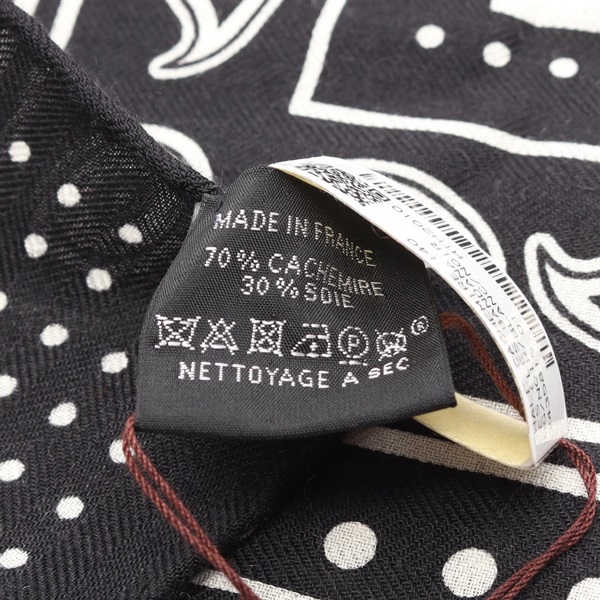 MADE IN FRANCE
70% CACHEMIRE
30% SOIE
®
NETTOYAGE A SEC